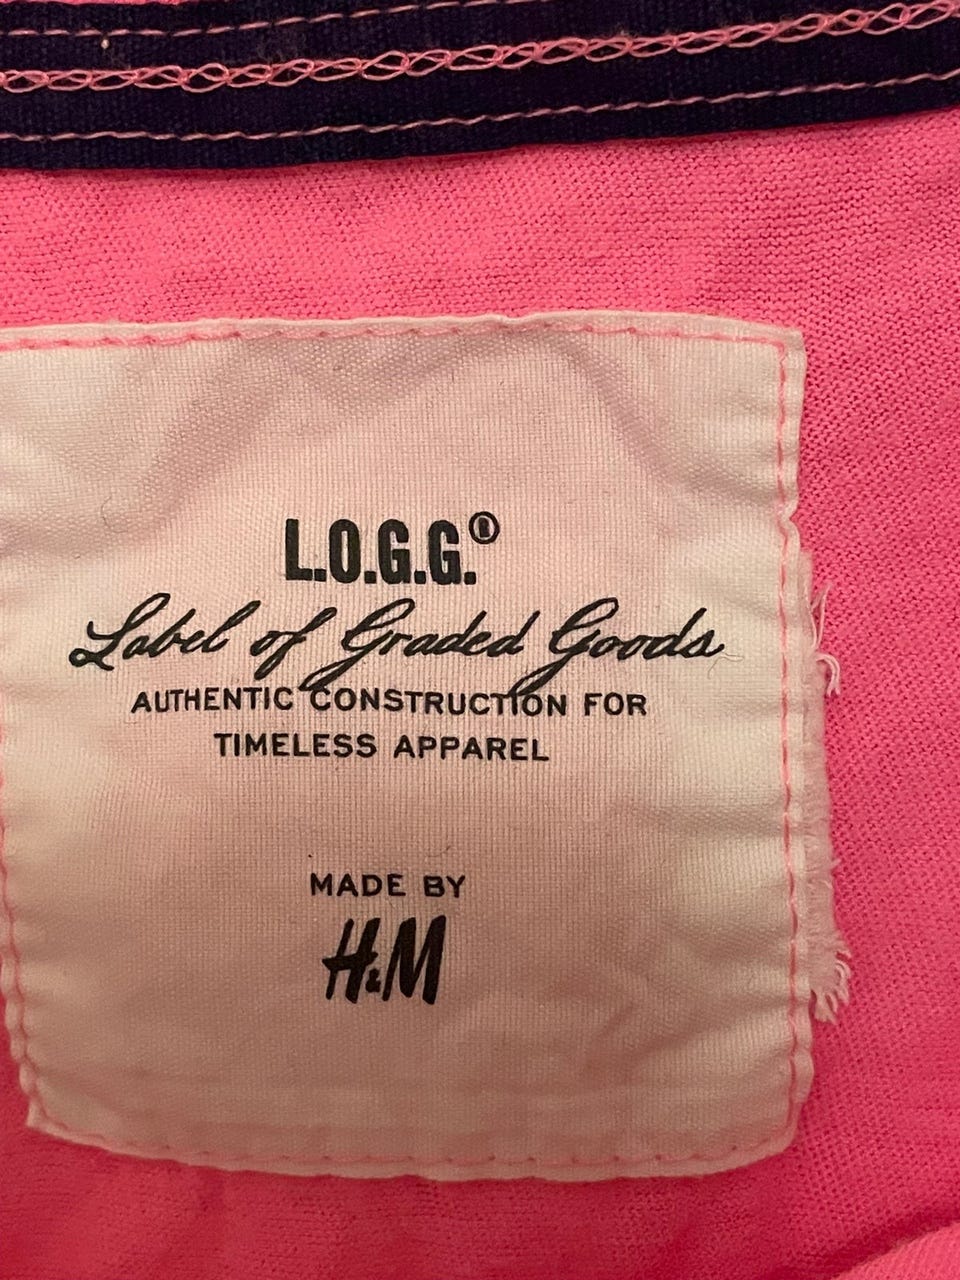 L.O.G.G.®
Label of Graded Goods
AUTHENTIC CONSTRUCTION FOR
TIMELESS APPAREL
MADE BY
H&M